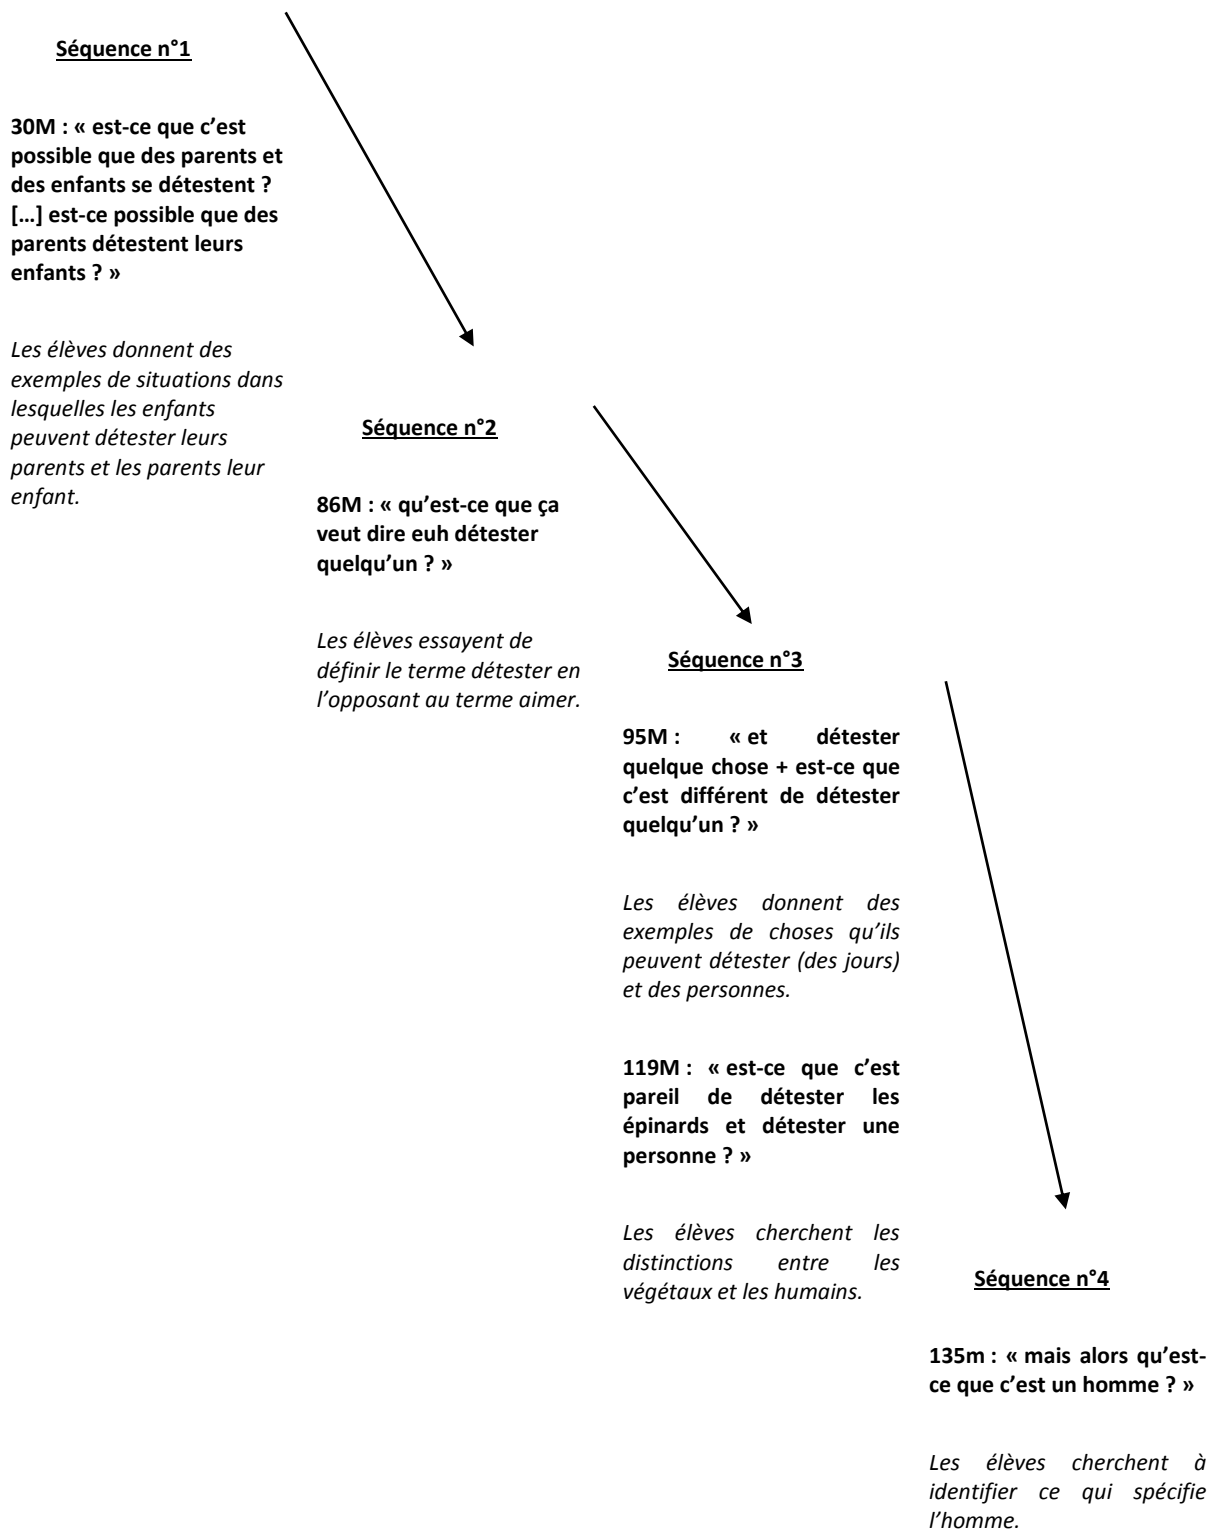 Séquence n°1
30M : « est-ce que c’est
possible que des parents et
des enfants se détestent ?
[…] est-ce possible que des
parents détestent leurs
enfants ? »
Les élèves donnent des
exemples de situations dans
lesquelles les enfants
peuvent détester leurs
parents et les parents leur
enfant.
Séquence n°2
86M : « qu’est-ce que ça
veut dire euh détester
quelqu’un ? »
Les élèves essayent de
définir le terme détester en
l’opposant au terme aimer.
Séquence n°3
95M : « et détester
quelque chose + est-ce que
c’est différent de détester
quelqu’un ? »
Les élèves donnent des
exemples de choses qu’ils
peuvent détester (des jours)
et des personnes.
119M : « est-ce que c’est
pareil de détester les
épinards et détester une
personne ? »
Les élèves cherchent les
distinctions entre les
végétaux et les humains.
Séquence n°4
135m : « mais alors qu’est-
ce que c’est un homme ? »
Les élèves cherchent à
identifier ce qui spécifie
l’homme.